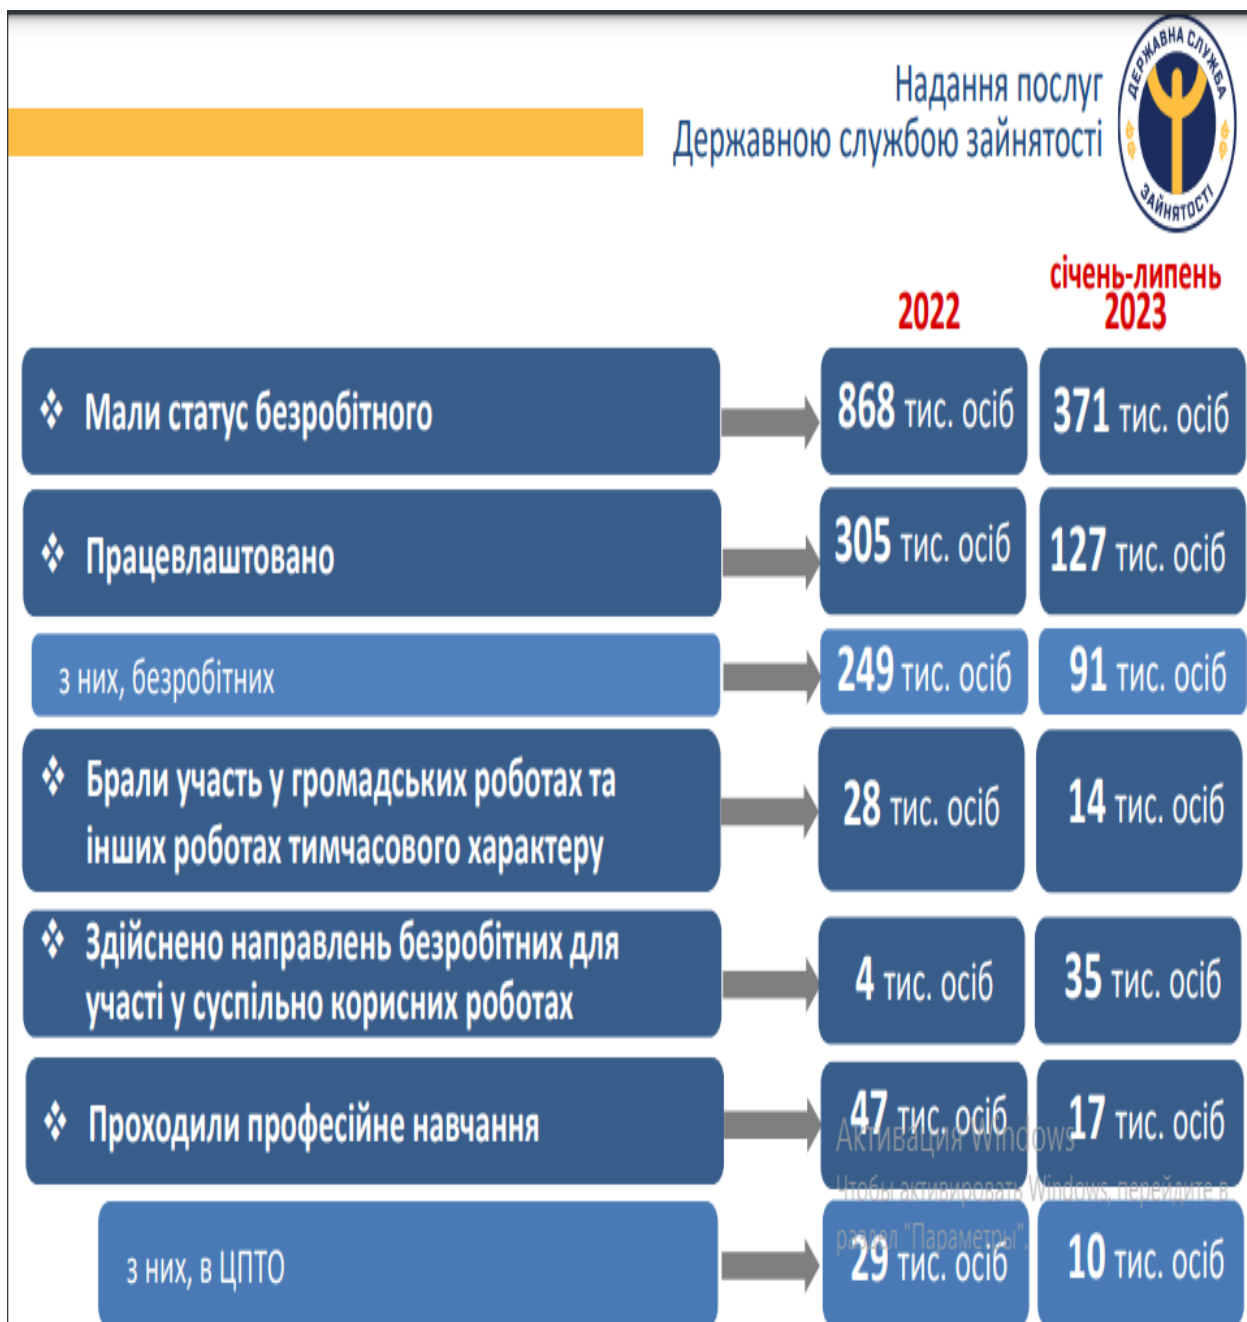 Надання послуг
Державною службою зайнятості
ДЕРЖАВНА СЛУЖБА
ЗАЙНЯТОСТІ
2022
січень-липень
2023
❖ Мали статус безробітного
868 тис. осіб
371 тис. осіб
❖ Працевлаштовано
305 тис. осіб
127 тис. осіб
з них, безробітних
249 тис. осіб
91 тис. осіб
❖ Брали участь у громадських роботах та
інших роботах тимчасового характеру
28 тис. осіб
14 тис. осіб
❖ Здійснено направлень безробітних для
участі у суспільно корисних роботах
4 тис. осіб
35 тис. осіб
❖ Проходили професійне навчання
47 тис. осіб
17 тис. осіб
Активация Windows
Чтобы активировать Windows, перейдите в
раздел "Параметры".
з них, в ЦПТО
29 тис. осіб
10 тис. осіб